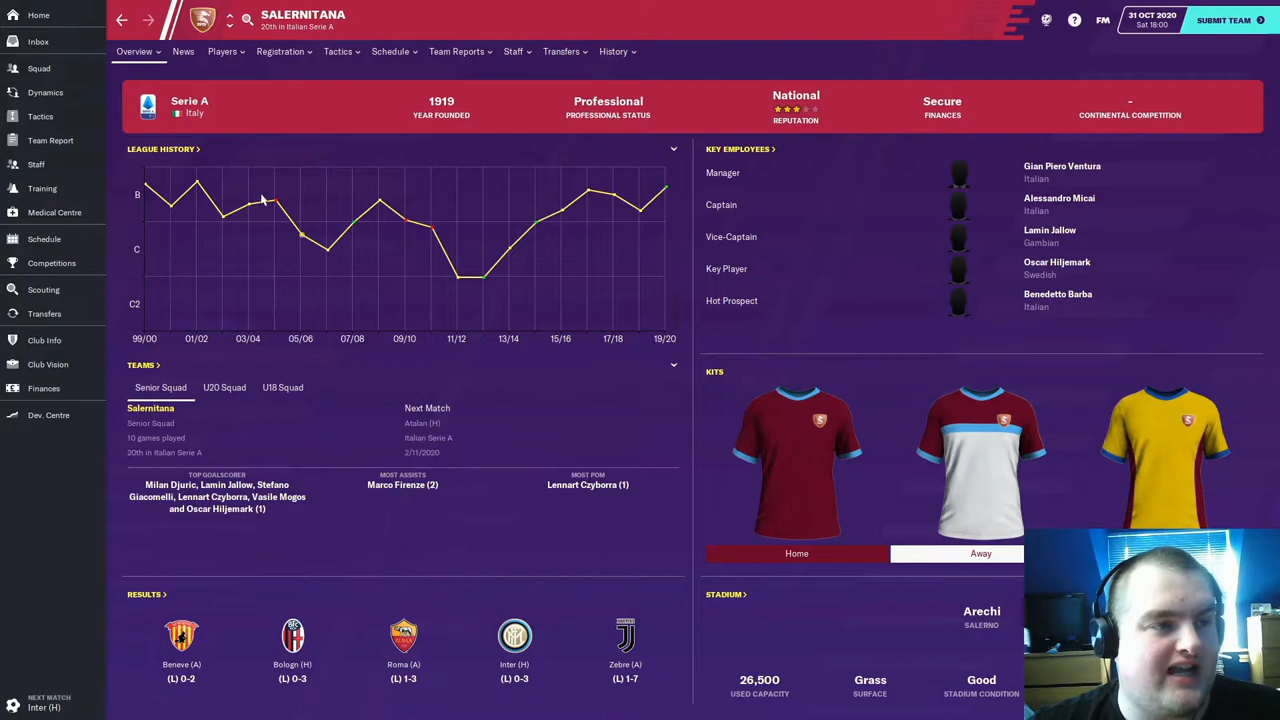 SALERNITANA
20th in Italian Serie A
FM
31 OCT 2020
Sat 18:00
SUBMIT TEAM
Home
Inbox
Squad
Dynamics
Tactics
Team Report
Staff
Training
Medical Centre
Schedule
Competitions
Scouting
Transfers
Club Info
Club Vision
Finances
Dev. Centre
NEXT MATCH
Inter (H)
Overview
News
Players
Registration
Tactics
Schedule
Team Reports
Staff
Transfers
History
Serie A
Italy
1919
YEAR FOUNDED
Professional
PROFESSIONAL STATUS
National
REPUTATION
Secure
FINANCES
-
CONTINENTAL COMPETITION
LEAGUE HISTORY >
B
C
C2
99/00 01/02 03/04 05/06 07/08 09/10 11/12 13/14 15/16 17/18 19/20
TEAMS >
Senior Squad U20 Squad U18 Squad
Salernitana
Senior Squad
10 games played
20th in Italian Serie A
Next Match
Atalan (H)
Italian Serie A
2/11/2020
TOP GOALSCORER
Milan Djuric, Lamin Jallow, Stefano
Giacomelli, Lennart Czyborra, Vasile Mogos
and Oscar Hiljemark (1)
MOST ASSISTS
Marco Firenze (2)
MOST POM
Lennart Czyborra (1)
RESULTS >
Beneve (A)
(L) 0-2
Bologn (H)
(L) 0-3
Roma (A)
(L) 1-3
Inter (H)
(L) 0-3
Zebre (A)
(L) 1-7
KEY EMPLOYEES >
Manager
Gian Piero Ventura
Italian
Captain
Alessandro Micai
Italian
Vice-Captain
Lamin Jallow
Gambian
Key Player
Oscar Hiljemark
Swedish
Hot Prospect
Benedetto Barba
Italian
KITS
Home
Away
STADIUM >
Arechi
SALERNO
26,500
USED CAPACITY
Grass
SURFACE
Good
STADIUM CONDITION